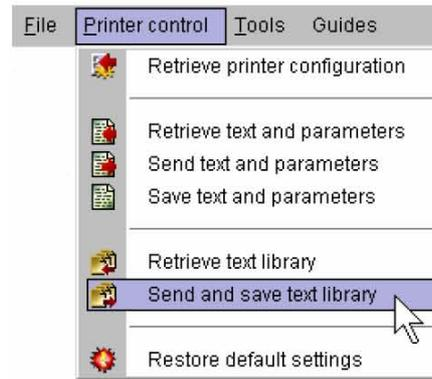 File Printer control Tools Guides
Retrieve printer configuration
Retrieve text and parameters
Send text and parameters
Save text and parameters
Retrieve text library
Send and save text library
Restore default settings